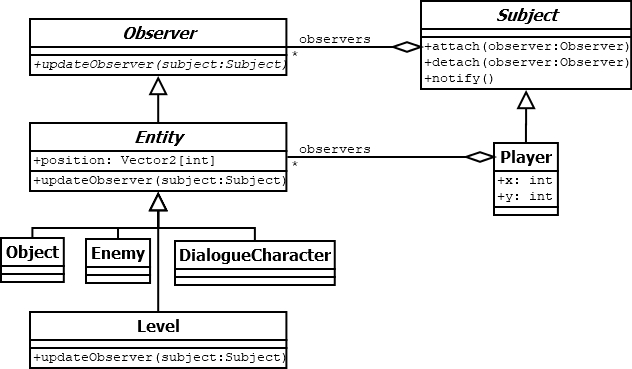 Observer
+updateObserver(subject:Subject)
observers
*
Subject
+attach(observer:Observer)
+detach(observer:Observer)
+notify()
Entity
+position: Vector2[int]
+updateObserver(subject:Subject)
observers
*
Player
+x: int
+y: int
Object
Enemy
DialogueCharacter
Level
+updateObserver(subject:Subject)